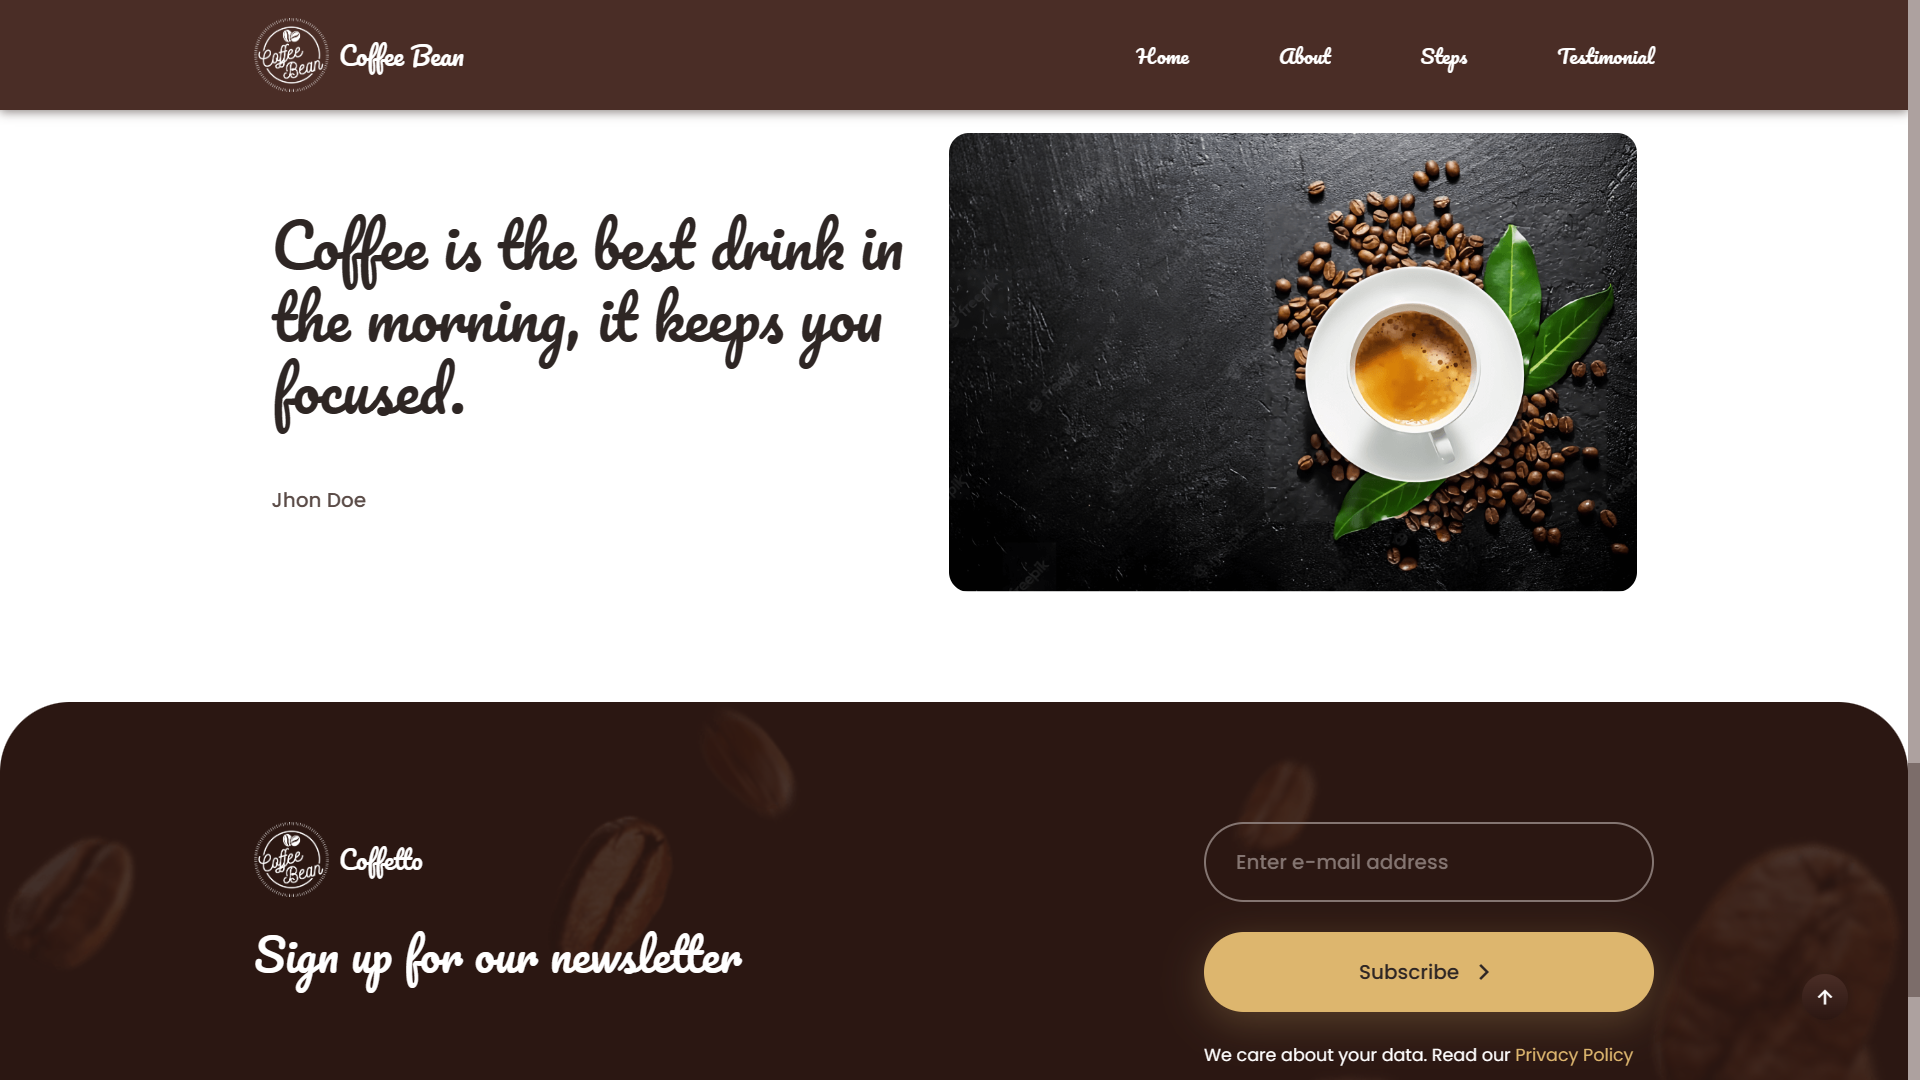 Coffee Bean
Coffee Bean
Home
About
Steps
Testimonial
Coffee is the best drink in
the morning, it keeps you
focused.
Jhon Doe
freepik
Coffee Bean
Coffetto
Sign up for our newsletter
Enter e-mail address
Subscribe
We care about your data. Read our Privacy Policy